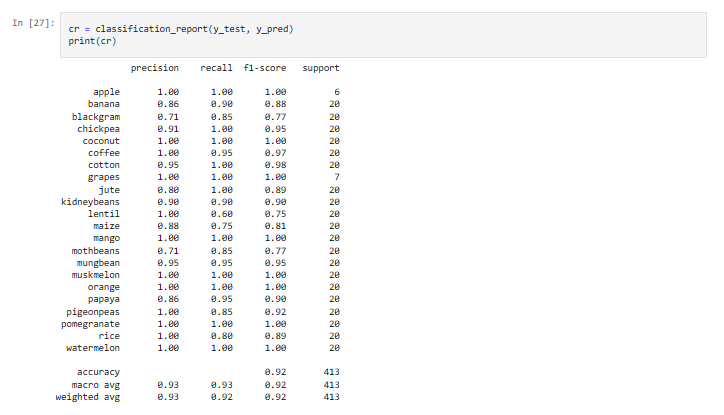 In [27]: cr = classification_report(y_test, y_pred)
print(cr)
precision recall f1-score support
apple 1.00 1.00 1.00 6
banana 0.86 0.90 0.88 20
blackgram 0.71 0.85 0.77 20
chickpea 0.91 1.00 0.95 20
coconut 1.00 1.00 1.00 20
coffee 1.00 0.95 0.97 20
cotton 0.95 1.00 0.98 20
grapes 1.00 1.00 1.00 7
jute 0.80 1.00 0.89 20
kidneybeans 0.90 0.90 0.90 20
lentil 1.00 0.60 0.75 20
maize 0.88 0.75 0.81 20
mango 1.00 1.00 1.00 20
mothbeans 0.71 0.85 0.77 20
mungbean 0.95 0.95 0.95 20
muskmelon 1.00 1.00 1.00 20
orange 1.00 1.00 1.00 20
papaya 0.86 0.95 0.90 20
pigeonpeas 1.00 0.85 0.92 20
pomegranate 1.00 1.00 1.00 20
rice 1.00 0.80 0.89 20
watermelon 1.00 1.00 1.00 20
accuracy 0.92 413
macro avg 0.93 0.93 0.92 413
weighted avg 0.93 0.92 0.92 413